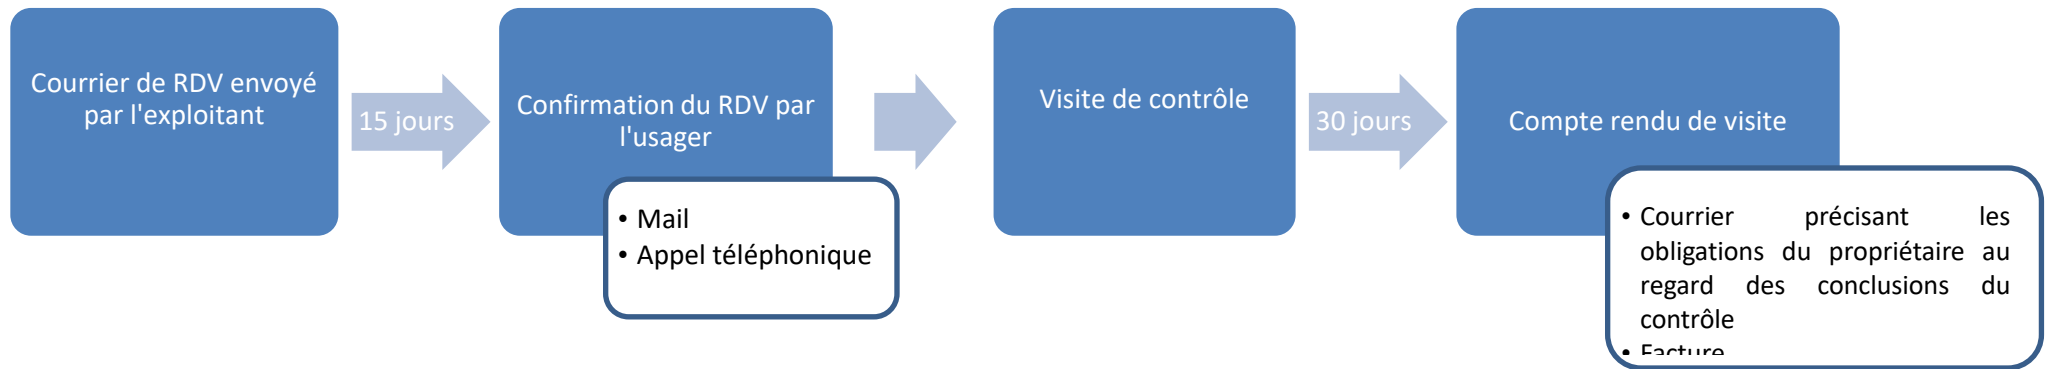 Courrier de RDV envoyé
par l'exploitant
15 jours
Confirmation du RDV par
l'usager
• Mail
• Appel téléphonique
Visite de contrôle
30 jours
Compte rendu de visite
• Courrier précisant les
obligations du propriétaire au
regard des conclusions du
contrôle
• Facture